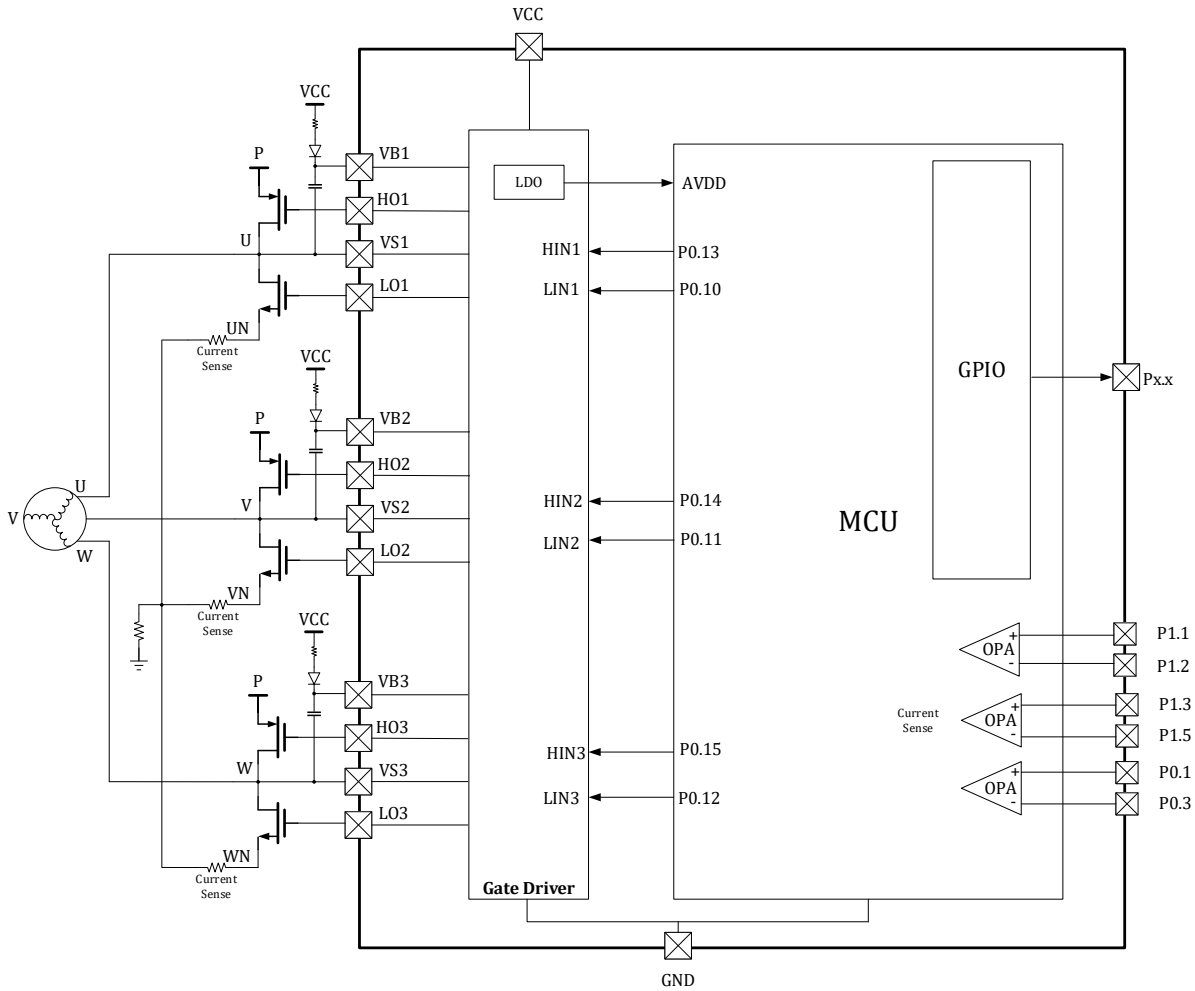 VCC
VCC
VB1
P
LDO
AVDD
HO1
U
VS1
HIN1
P0.13
LO1
LIN1
P0.10
UN
Current
Sense
VCC
GPIO
Px.x
P
VB2
HO2
U
V
HIN2
P0.14
V
VS2
MCU
W
LO2
LIN2
P0.11
VN
Current
Sense
VCC
+
OPA
-
P1.1
P1.2
P
VB3
+
OPA
-
P1.3
P1.5
Current
Sense
HO3
W
VS3
HIN3
P0.15
+
OPA
-
P0.1
P0.3
LO3
LIN3
P0.12
WN
Current
Sense
Gate Driver
GND